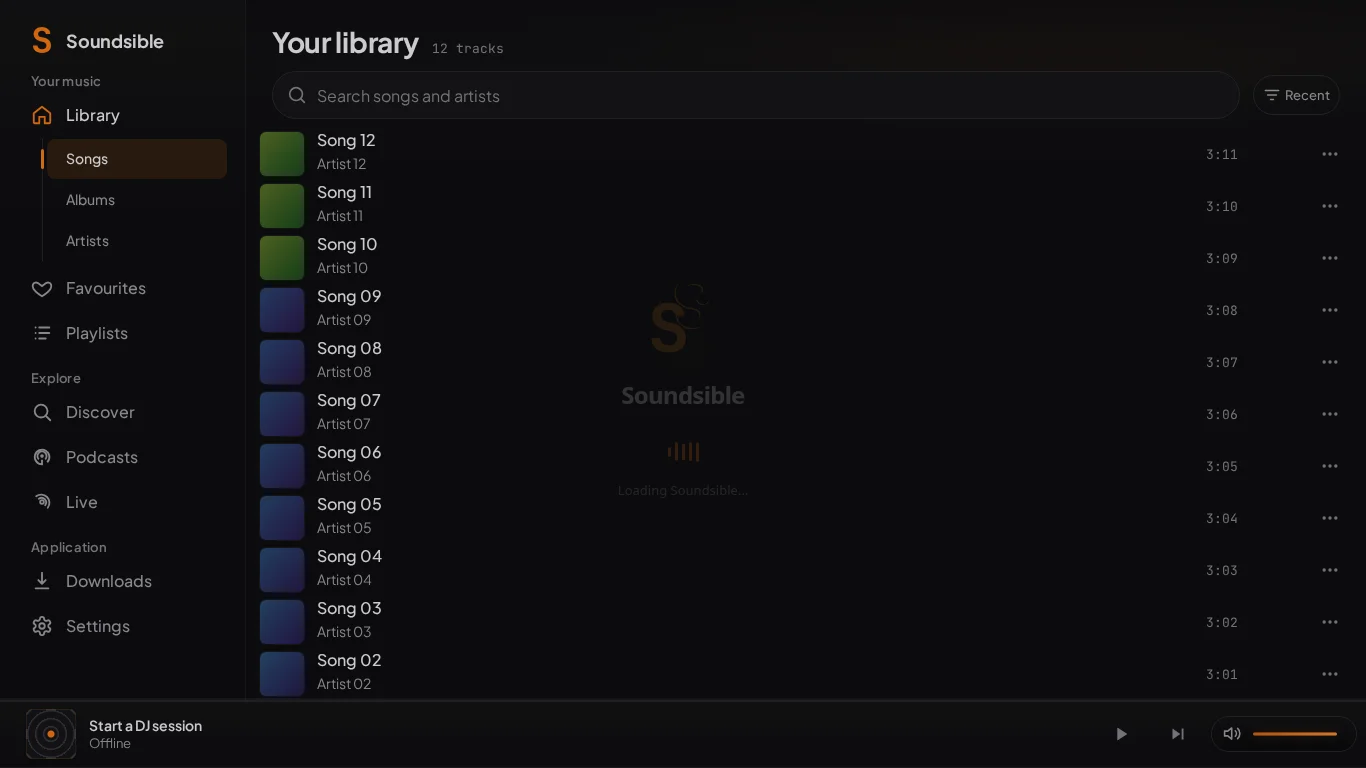 Soundsible
Your music
Library
Songs
Albums
Artists
Favourites
Playlists
Explore
Discover
Podcasts
Live
Application
Downloads
Settings
Your library 12 tracks
Search songs and artists
Recent
Song 12
Artist 12
3:11
Song 11
Artist 11
3:10
Song 10
Artist 10
3:09
Song 09
Artist 09
3:08
Song 08
Artist 08
3:07
Song 07
Artist 07
3:06
Song 06
Artist 06
3:05
Song 05
Artist 05
3:04
Song 04
Artist 04
3:03
Song 03
Artist 03
3:02
Song 02
Artist 02
3:01
S
Soundsible
Loading Soundsible...
Start a DJ session
Offline